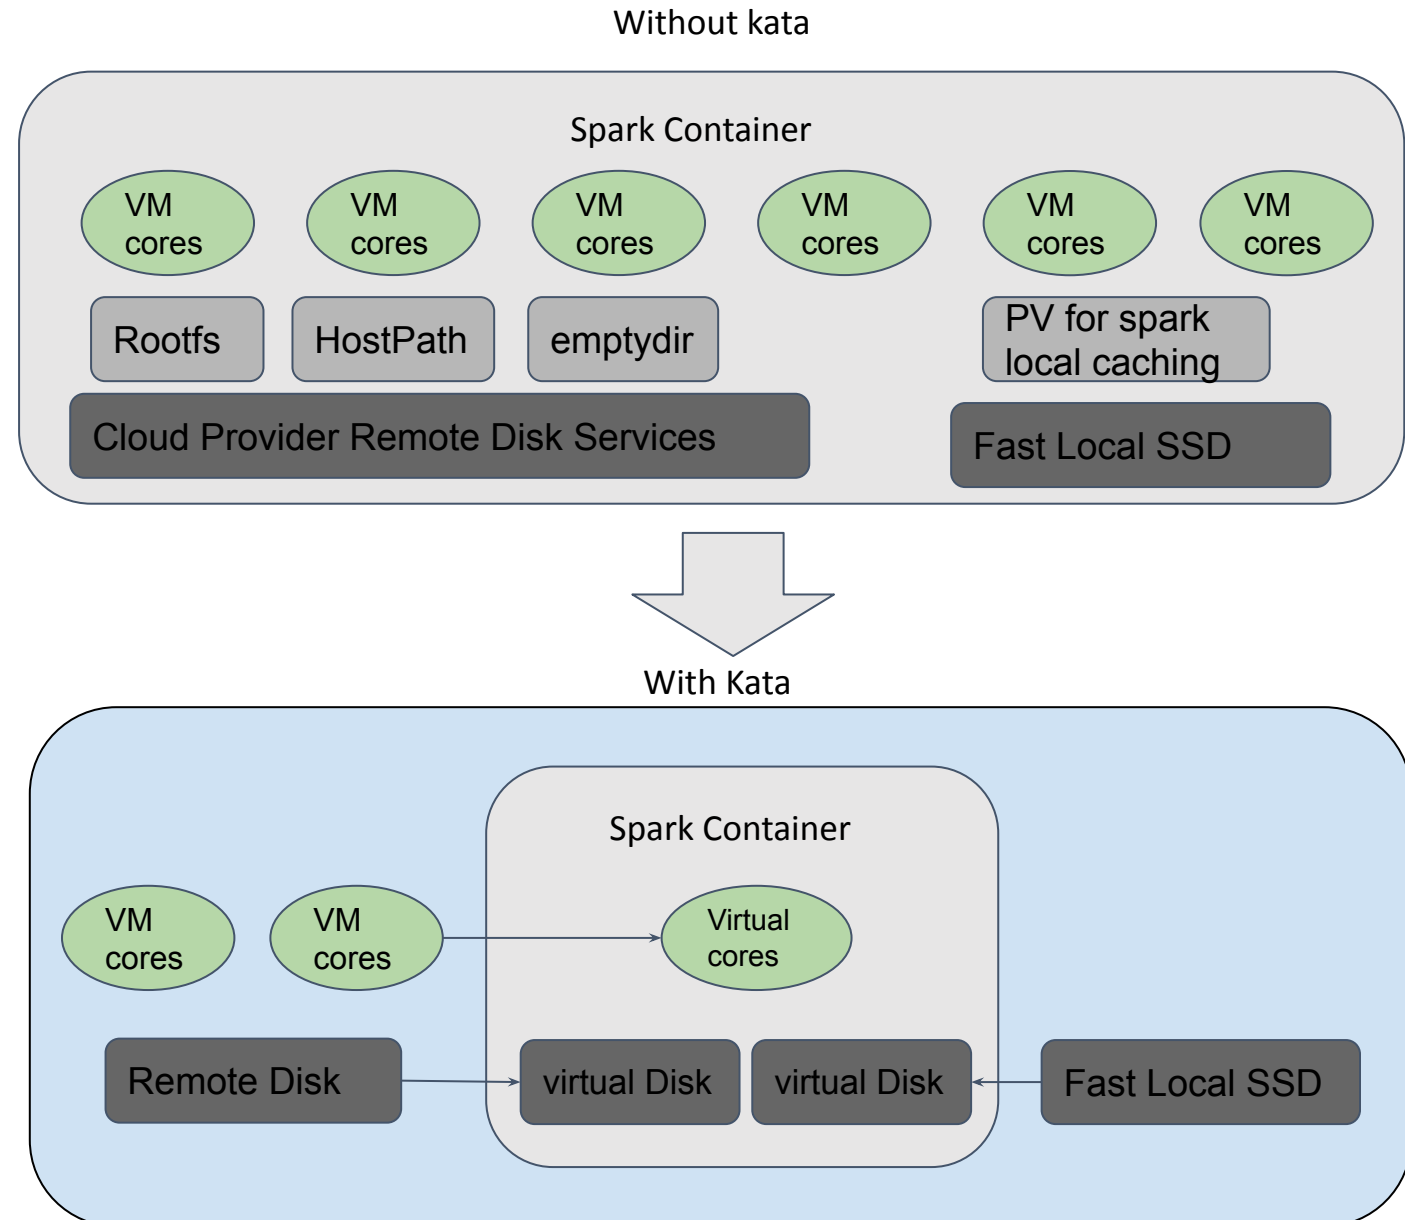 Without kata
Spark Container
VM
cores
VM
cores
VM
cores
VM
cores
VM
cores
VM
cores
Rootfs
HostPath
emptydir
PV for spark
local caching
Cloud Provider Remote Disk Services
Fast Local SSD
With Kata
Spark Container
VM
cores
VM
cores
Virtual
cores
Remote Disk
virtual Disk
virtual Disk
Fast Local SSD